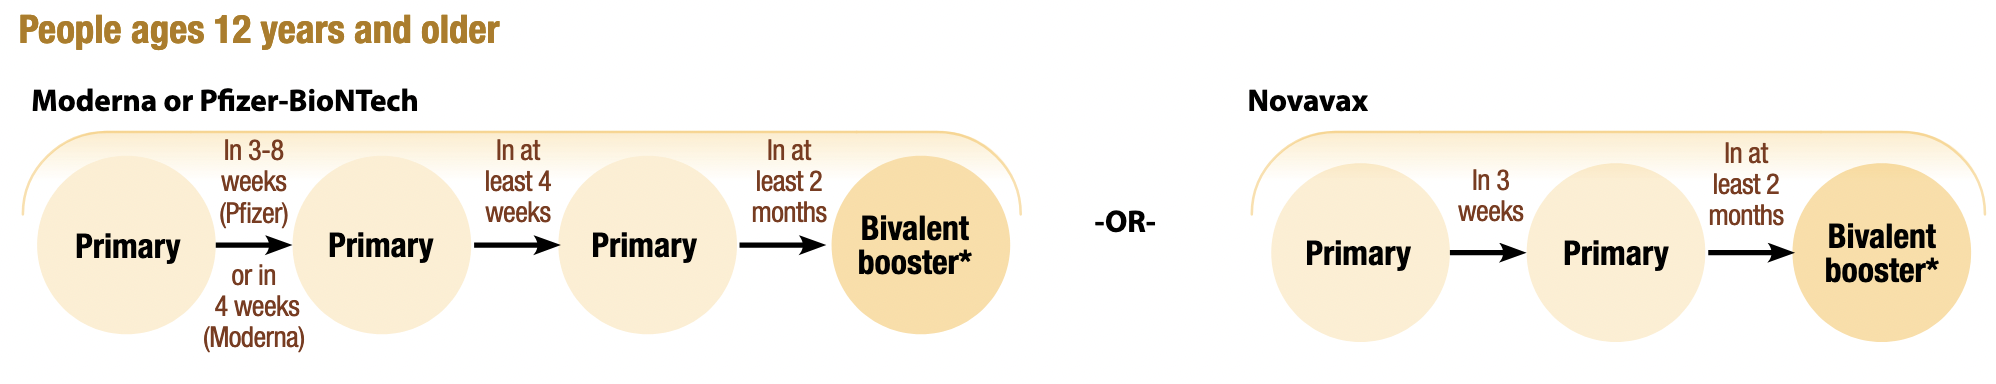 People ages 12 years and older
Moderna or Pfizer-BioNTech
Primary
In 3-8
weeks
(Pfizer)
or in
4 weeks
(Moderna)
Primary
In at
least 4
weeks
Primary
In at
least 2
months
Bivalent
booster*
-OR-
Novavax
Primary
In 3
weeks
Primary
In at
least 2
months
Bivalent
booster*